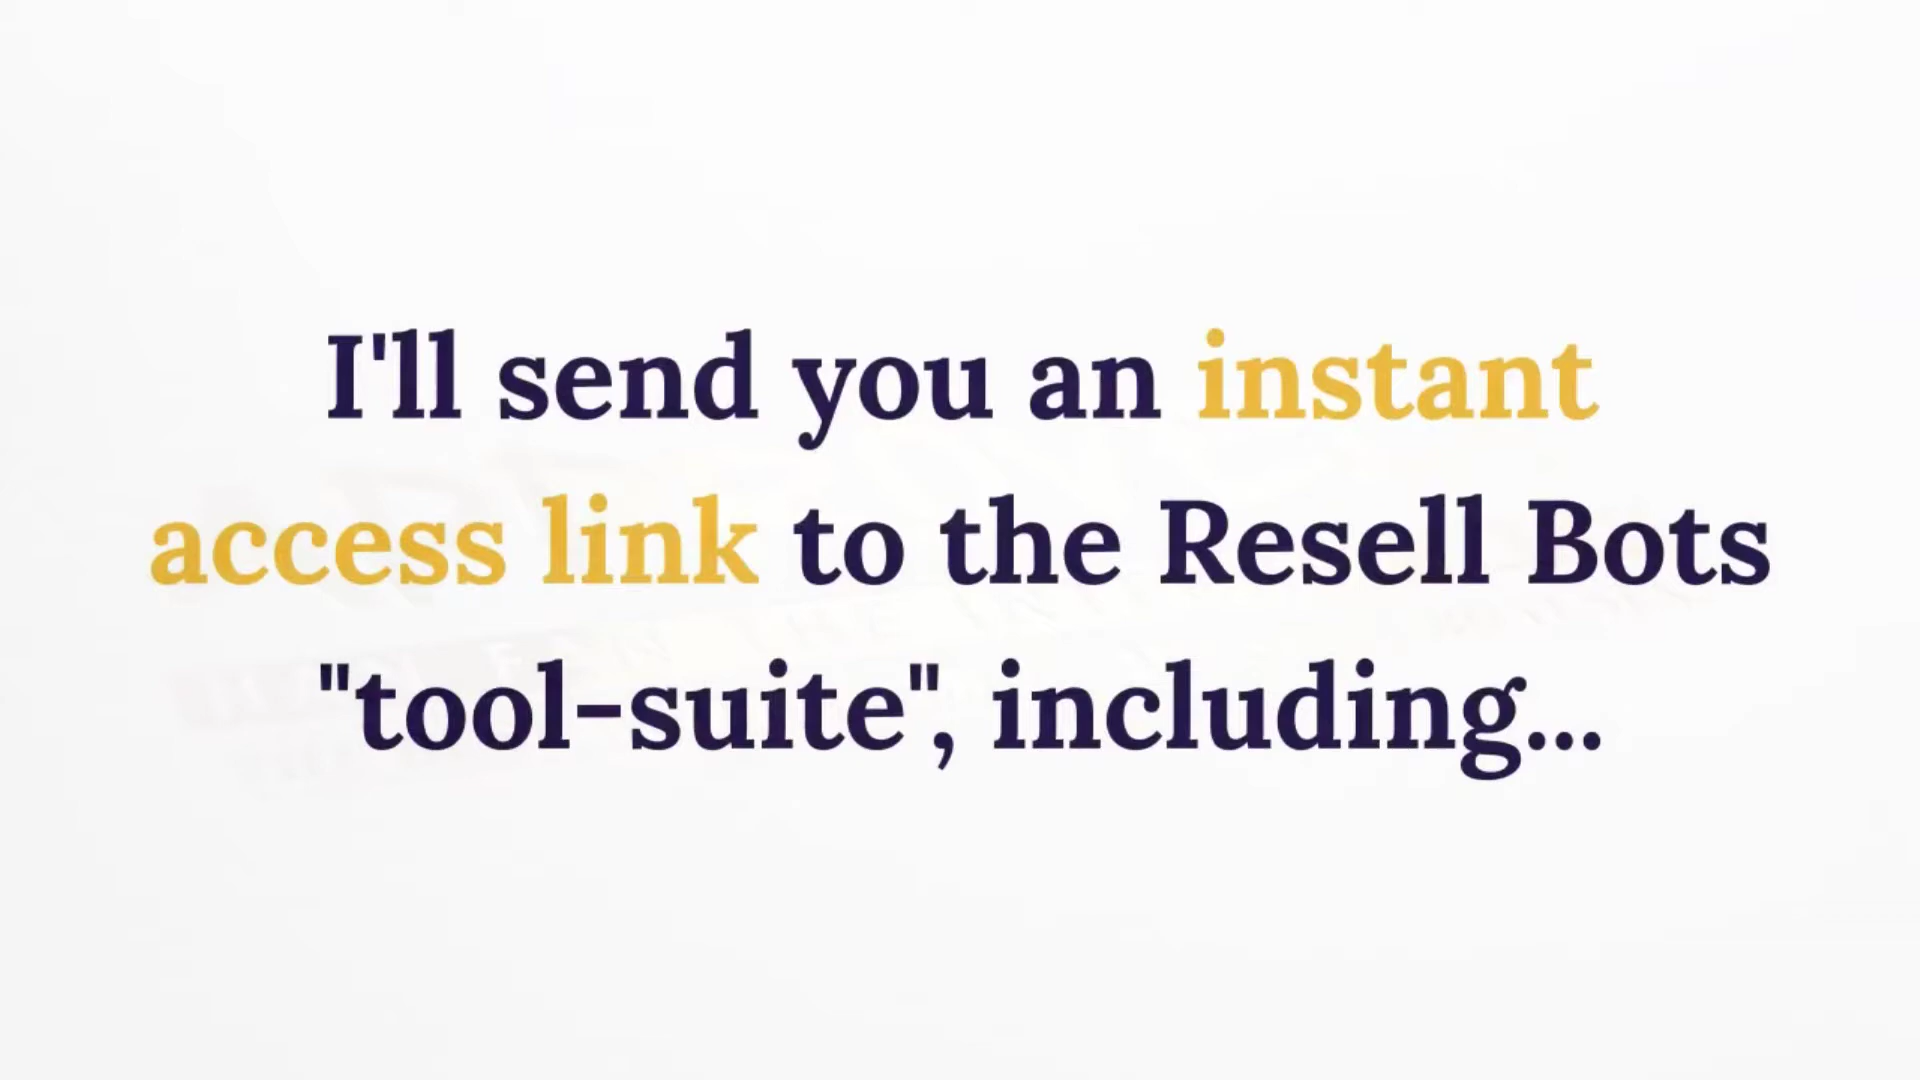 I'll send you an instant
access link to the Resell Bots
"tool-suite", including...